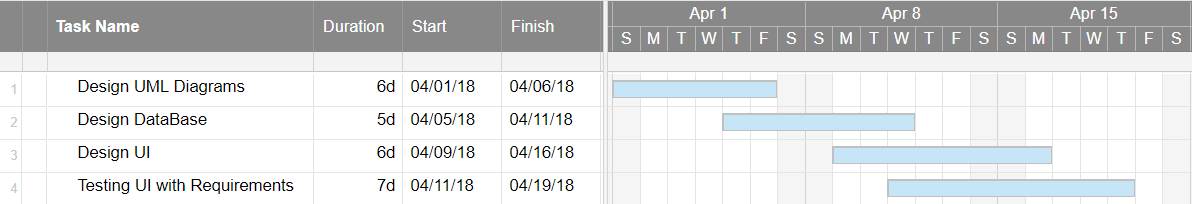 Apr 1 Apr 8 Apr 15
Task Name Duration Start Finish
S M T W T F S S M T W T F S S M T W T F S
1 Design UML Diagrams 6d 04/01/18 04/06/18
2 Design DataBase 5d 04/05/18 04/11/18
3 Design UI 6d 04/09/18 04/16/18
4 Testing UI with Requirements 7d 04/11/18 04/19/18